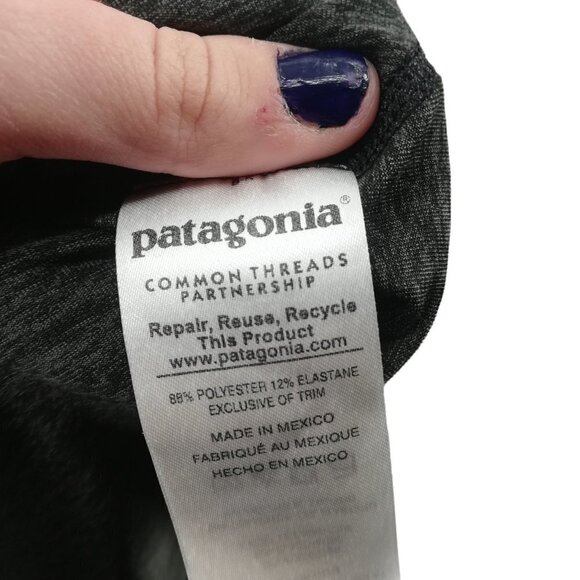 patagonia®
COMMON THREADS
PARTNERSHIP
Repair, Reuse, Recycle
This Product
www.patagonia.com
88% POLYESTER 12% ELASTANE
EXCLUSIVE OF TRIM
MADE IN MEXICO
FABRIQUÉ AU MEXIQUE
HECHO EN MEXICO